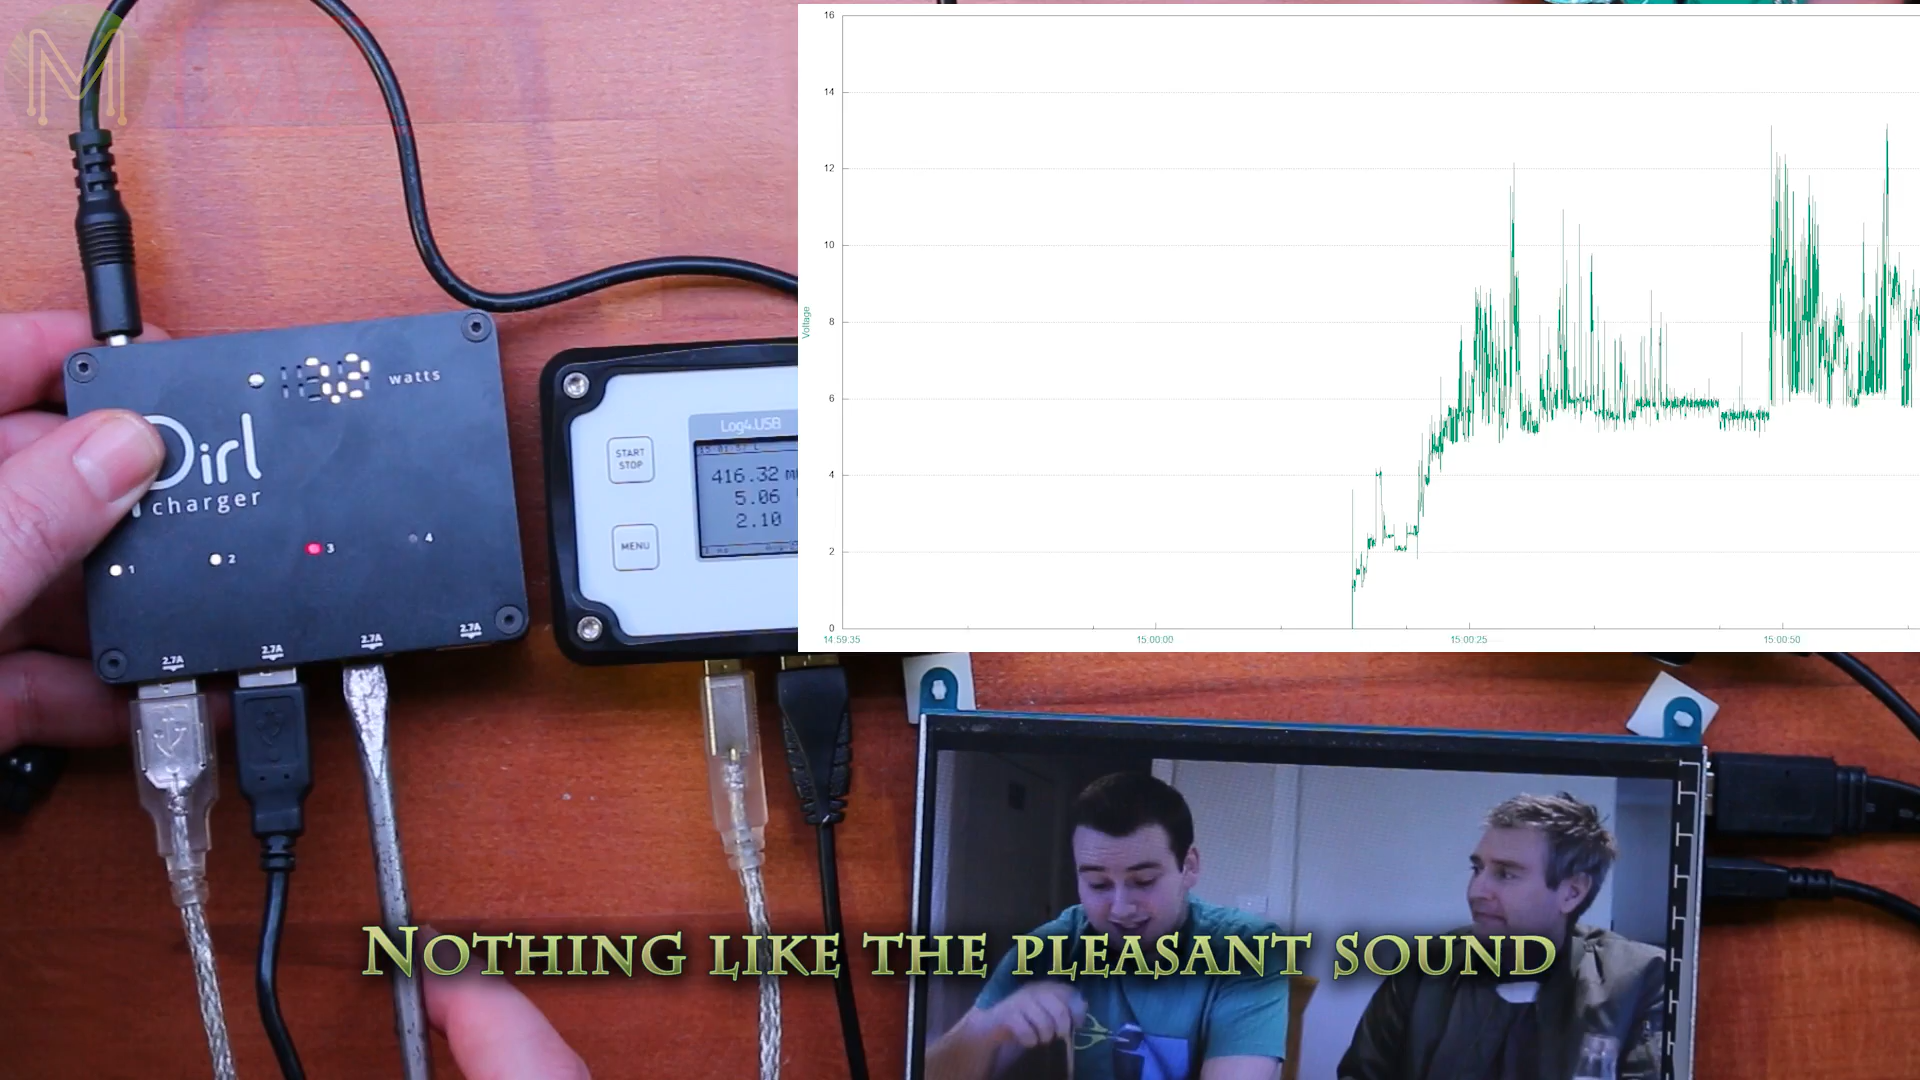 M
16
14
12
10
8
6
4
2
0
Voltage
14:59:35
15:00:00
15:00:25
15:00:50
watts
Pirl
charger
1
2
3
4
2.7A
2.7A
2.7A
2.7A
Log4.USB
START
STOP
MENU
416.32
5.06
2.10
Nothing like the pleasant sound